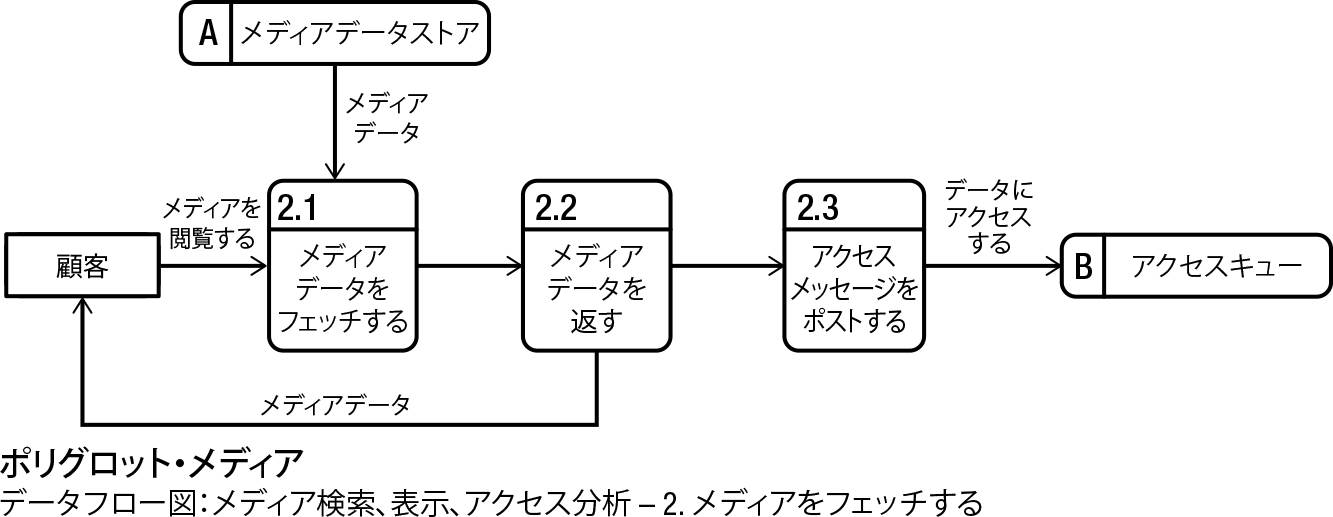 A メディアデータストア
メディア
データ
メディアを
閲覧する
顧客
2.1
メディア
データを
フェッチする
2.2
メディア
データを
返す
2.3
アクセス
メッセージを
ポストする
データに
アクセス
する
B アクセスキュー
メディアデータ
ポリグロット・メディア
データフロー図：メディア検索、表示、アクセス分析 – 2. メディアをフェッチする